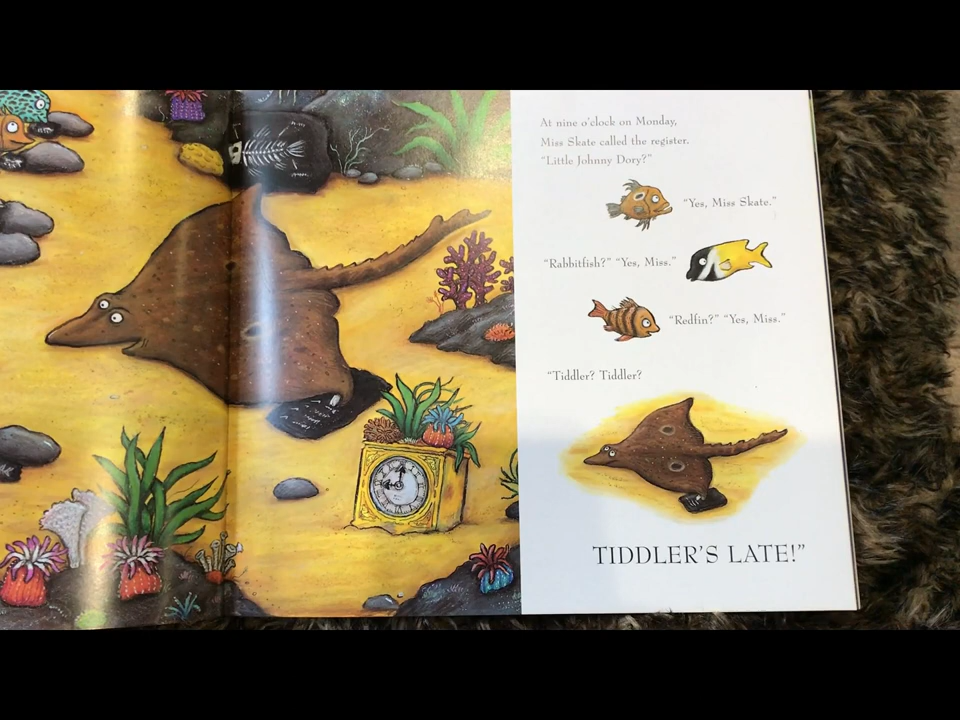 At nine o'clock on Monday,
Miss Skate called the register.
"Little Johnny Dory?"
"Yes, Miss Skate."
"Rabbitfish?" "Yes, Miss."
"Redfin?" "Yes, Miss."
"Tiddler? Tiddler?
TIDDLER'S LATE!"